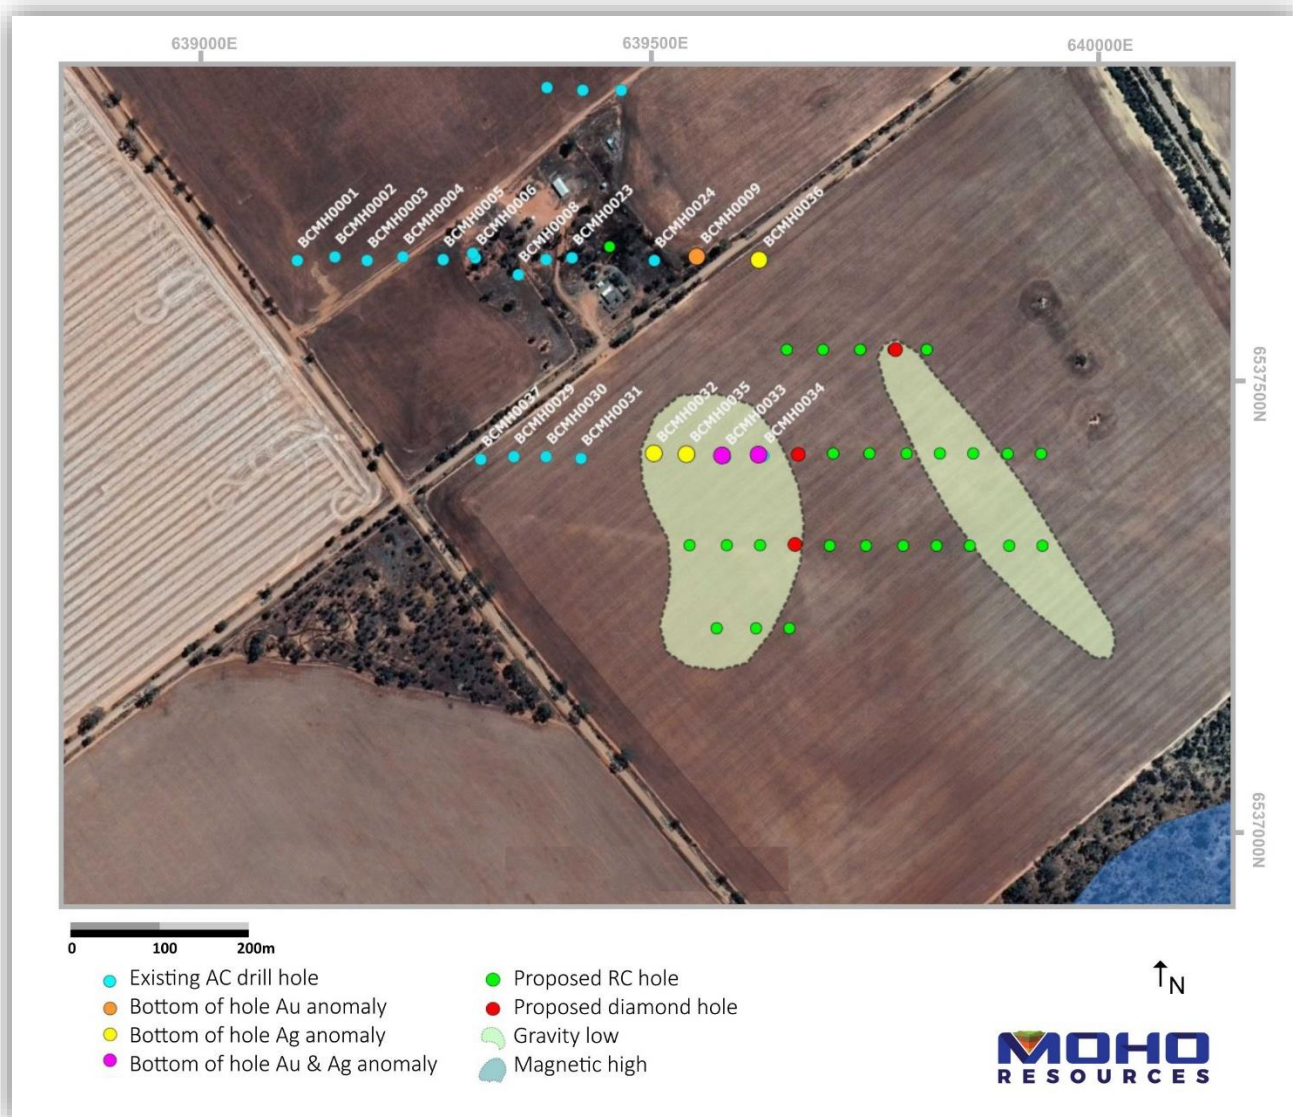 639000E
639500E
640000E
BCMH0001
BCMH0002
BCMH0003
BCMH0004
BCMH0005
BCMH0006
BCMH0008
BCMH0023
BCMH0024
BCMH0009
BCMH0036
6537500N
BCMH0037
BCMH0029
BCMH0030
BCMH0031
BCMH0032
BCMH0035
BCMH0033
BCMH0034
6537000N
0 100 200m
Existing AC drill hole
Bottom of hole Au anomaly
Bottom of hole Ag anomaly
Bottom of hole Au & Ag anomaly
Proposed RC hole
Proposed diamond hole
Gravity low
Magnetic high
N
MOHO
RESOURCES